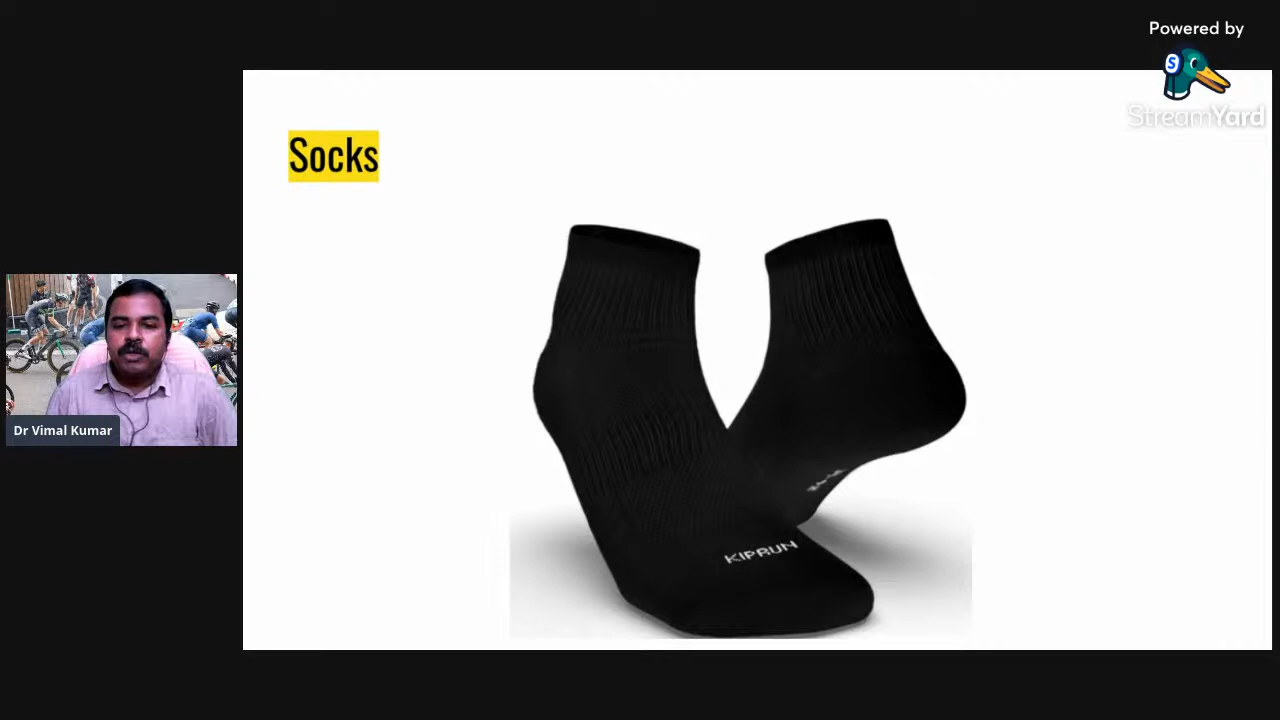 Powered by
S
StreamYard
Socks
KIPRUN
Dr Vimal Kumar